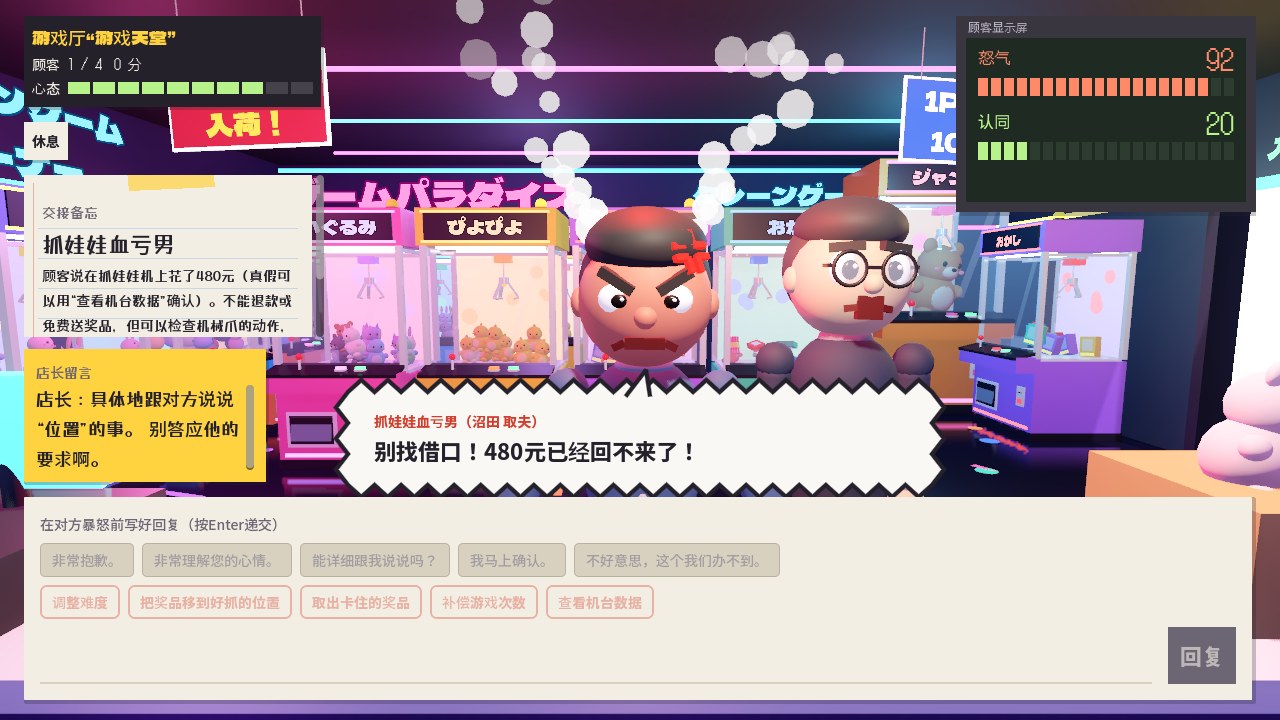 游戏厅“游戏天堂”
顾客 1/4 0分
心态
休息
入荷！
交接备忘
抓娃娃血亏男
顾客说在抓娃娃机上花了480元（真假可
以用“查看机台数据”确认）。不能退款或
免费送奖品，但可以检查机械爪的动作，
店长留言
店长：具体地跟对方说说
“位置”的事。 别答应他的
要求啊。
ームパラダイス
クレーンゲー
ぐるみ
ぴよぴよ
おか
1P
10
ジャン
おかし
顾客显示屏
怒气 92
认同 20
抓娃娃血亏男（沼田 取夫）
别找借口！480元已经回不来了！
在对方暴怒前写好回复（按Enter递交）
非常抱歉。 非常理解您的心情。 能详细跟我说说吗？ 我马上确认。 不好意思，这个我们办不到。
调整难度 把奖品移到好抓的位置 取出卡住的奖品 补偿游戏次数 查看机台数据
回复